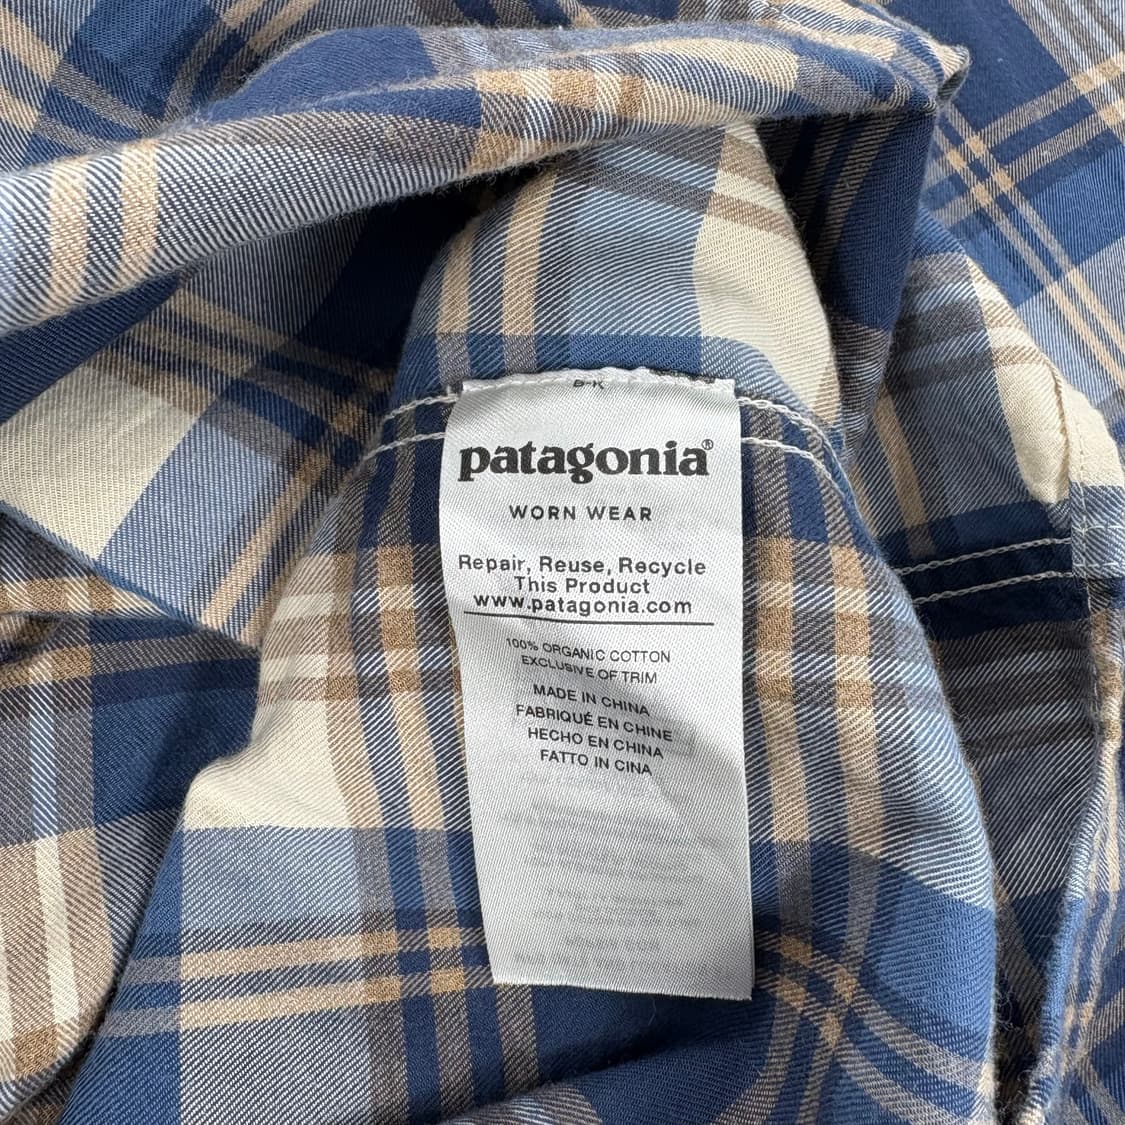 B-K
patagonia®
WORN WEAR
Repair, Reuse, Recycle
This Product
www.patagonia.com
100% ORGANIC COTTON
EXCLUSIVE OF TRIM
MADE IN CHINA
FABRIQUÉ EN CHINE
HECHO EN CHINA
FATTO IN CINA